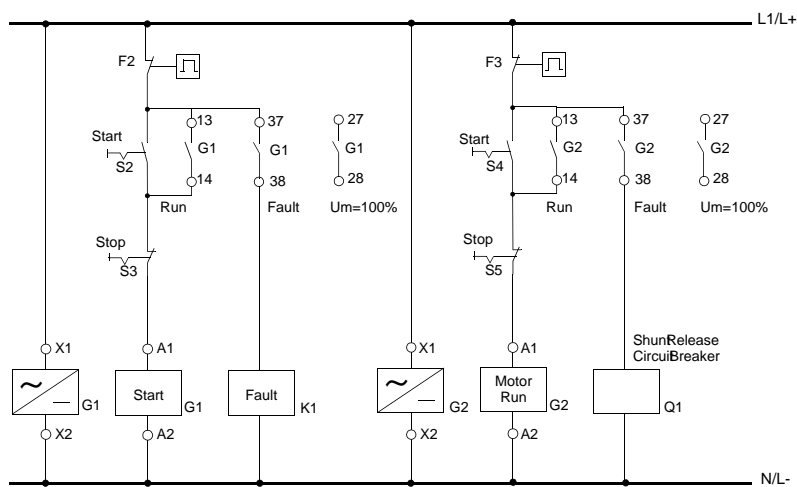 L1/L+
F2
F3
13
37
27
13
37
27
Start
S2
G1
G1
G1
Start
S4
G2
G2
G2
14
38
28
14
38
28
Run
Fault
Um=100%
Run
Fault
Um=100%
Stop
S3
Stop
S5
X1
A1
X1
A1
ShuntRelease
CircuitBreaker
~
G1
Start
G1
Fault
K1
~
G2
Motor
Run
G2
Q1
X2
A2
X2
A2
N/L-